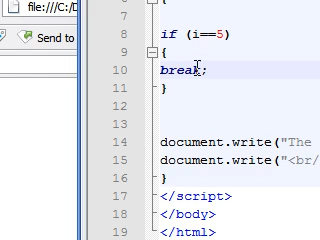 file:///C:/D
Send to
6 {
7
8 if (i==5)
9 {
10 break;
11 }
12
13
14 document.write("The
15 document.write("<br/
16 }
17 </script>
18 </body>
19 </html>